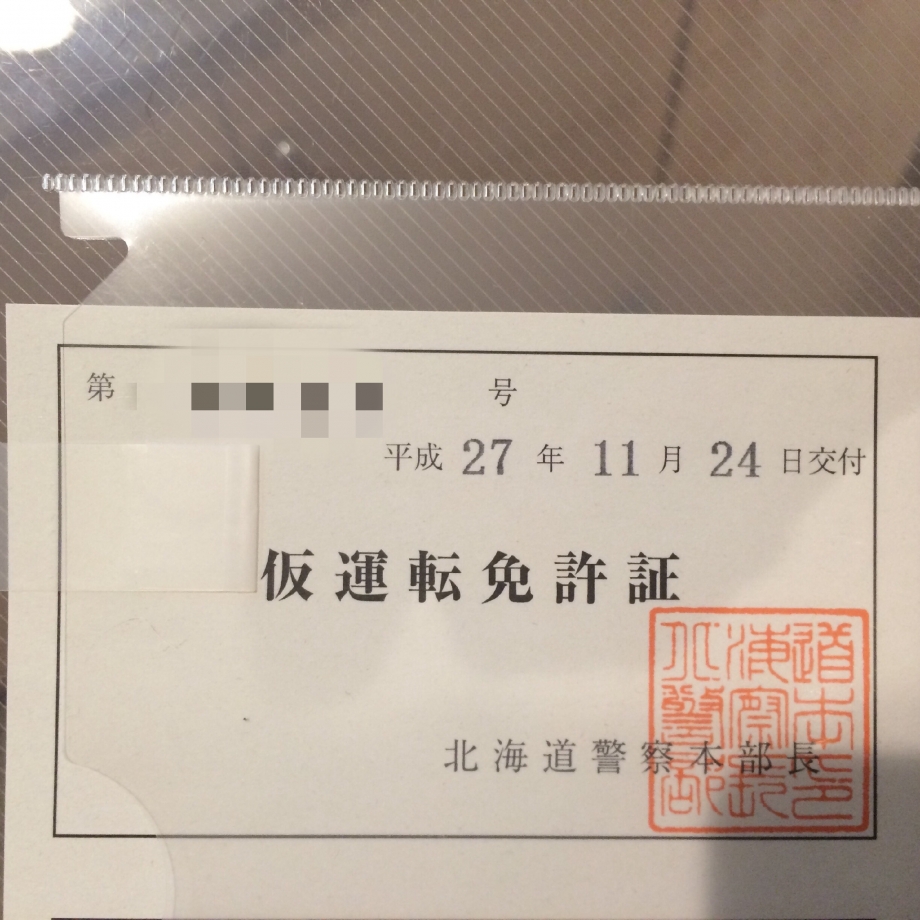 第 号
平成 27 年 11 月 24 日交付
仮運転免許証
北海道警察本部長